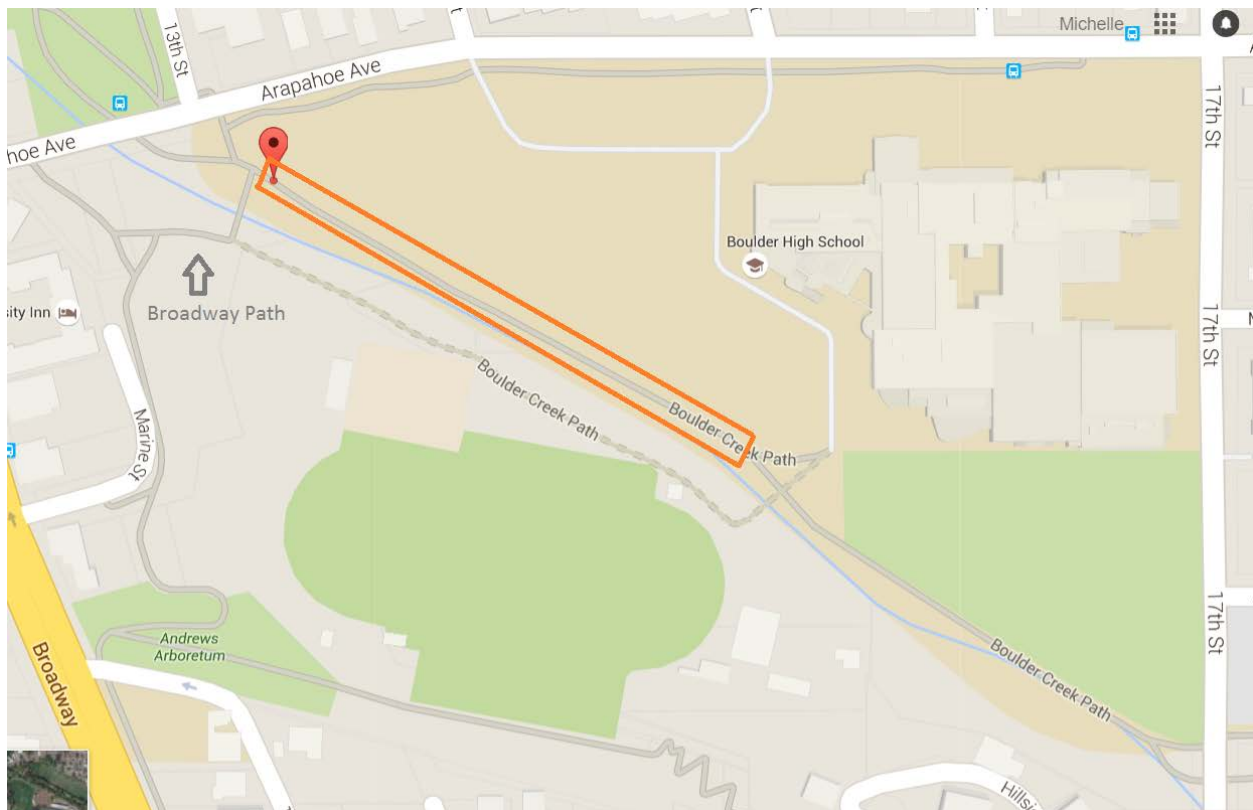 Michelle
13th St
Arapahoe Ave
hoe Ave
17th St
Boulder High School
Broadway Path
sity Inn
17th St
Boulder Creek Path
Boulder Creek Path
Marine St
17th St
Andrews
Arboretum
Broadway
Boulder Creek Path